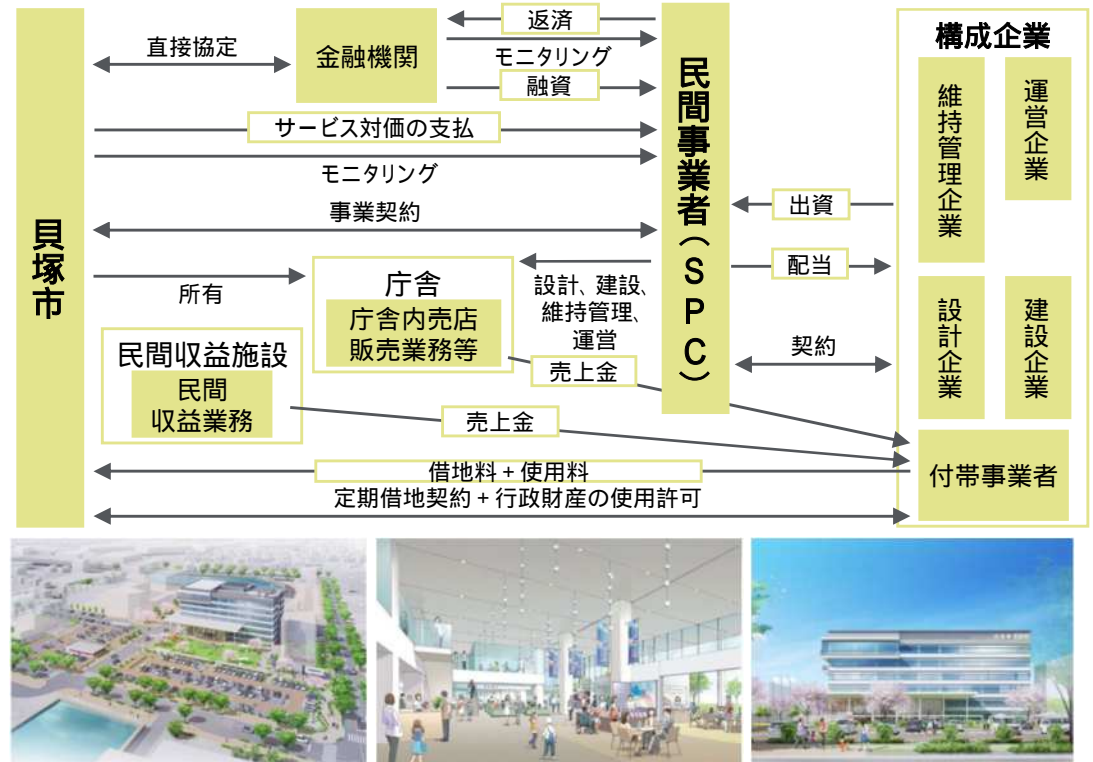 返済
直接協定
金融機関
モニタリング
融資
サービス対価の支払
モニタリング
事業契約
貝塚市
民間事業者(SPC)
構成企業
維持管理企業
運営企業
出資
配当
設計企業
建設企業
契約
所有
庁舎
庁舎内売店
販売業務等
設計、建設、
維持管理、
運営
民間収益施設
民間
収益業務
売上金
売上金
付帯事業者
借地料+使用料
定期借地契約+行政財産の使用許可